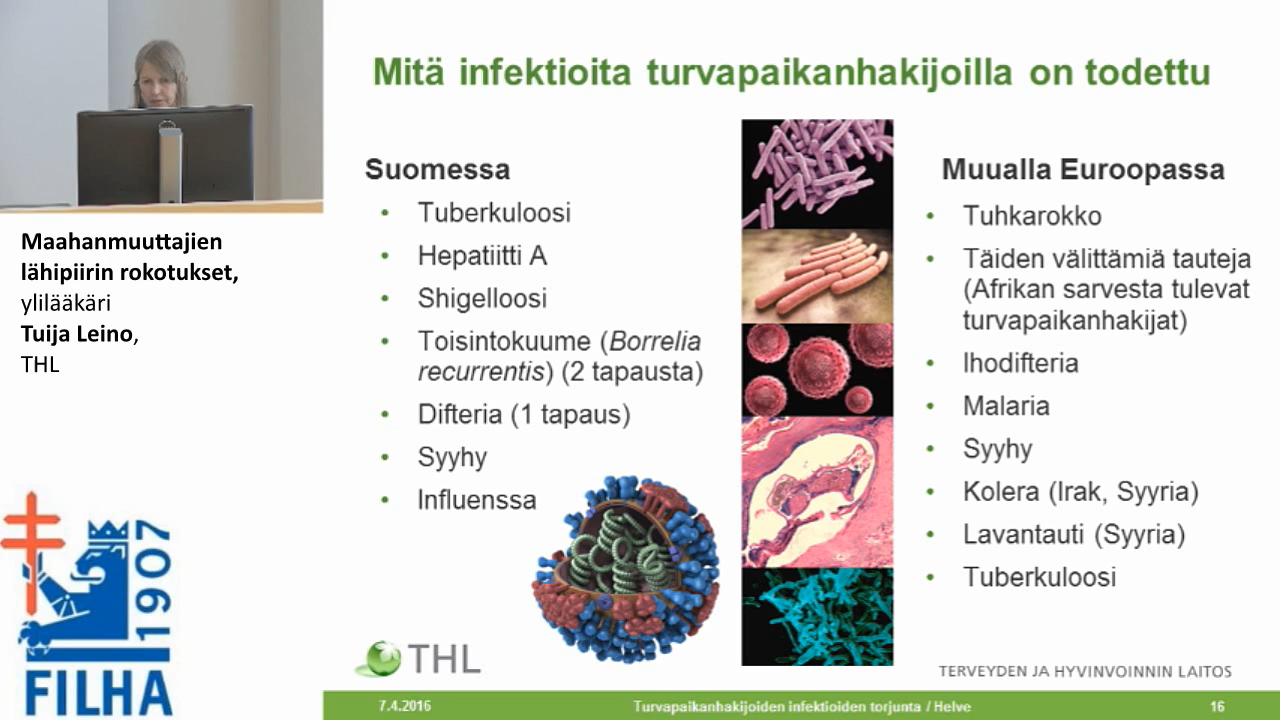 Mitä infektioita turvapaikanhakijoilla on todettu
Maahanmuuttajien
lähipiirin rokotukset,
ylilääkäri
Tuija Leino,
THL
1907
FILHA
Suomessa
• Tuberkuloosi
• Hepatiitti A
• Shigelloosi
• Toisintokuume (Borrelia
recurrentis) (2 tapausta)
• Difteria (1 tapaus)
• Syyhy
• Influenssa
Muualla Euroopassa
• Tuhkarokko
• Täiden välittämiä tauteja
(Afrikan sarvesta tulevat
turvapaikanhakijat)
• Ihodifteria
• Malaria
• Syyhy
• Kolera (Irak, Syyria)
• Lavantauti (Syyria)
• Tuberkuloosi
THL
TERVEYDEN JA HYVINVOINNIN LAITOS
7.4.2016
Turvapaikanhakijoiden infektioiden torjunta / Helve
16